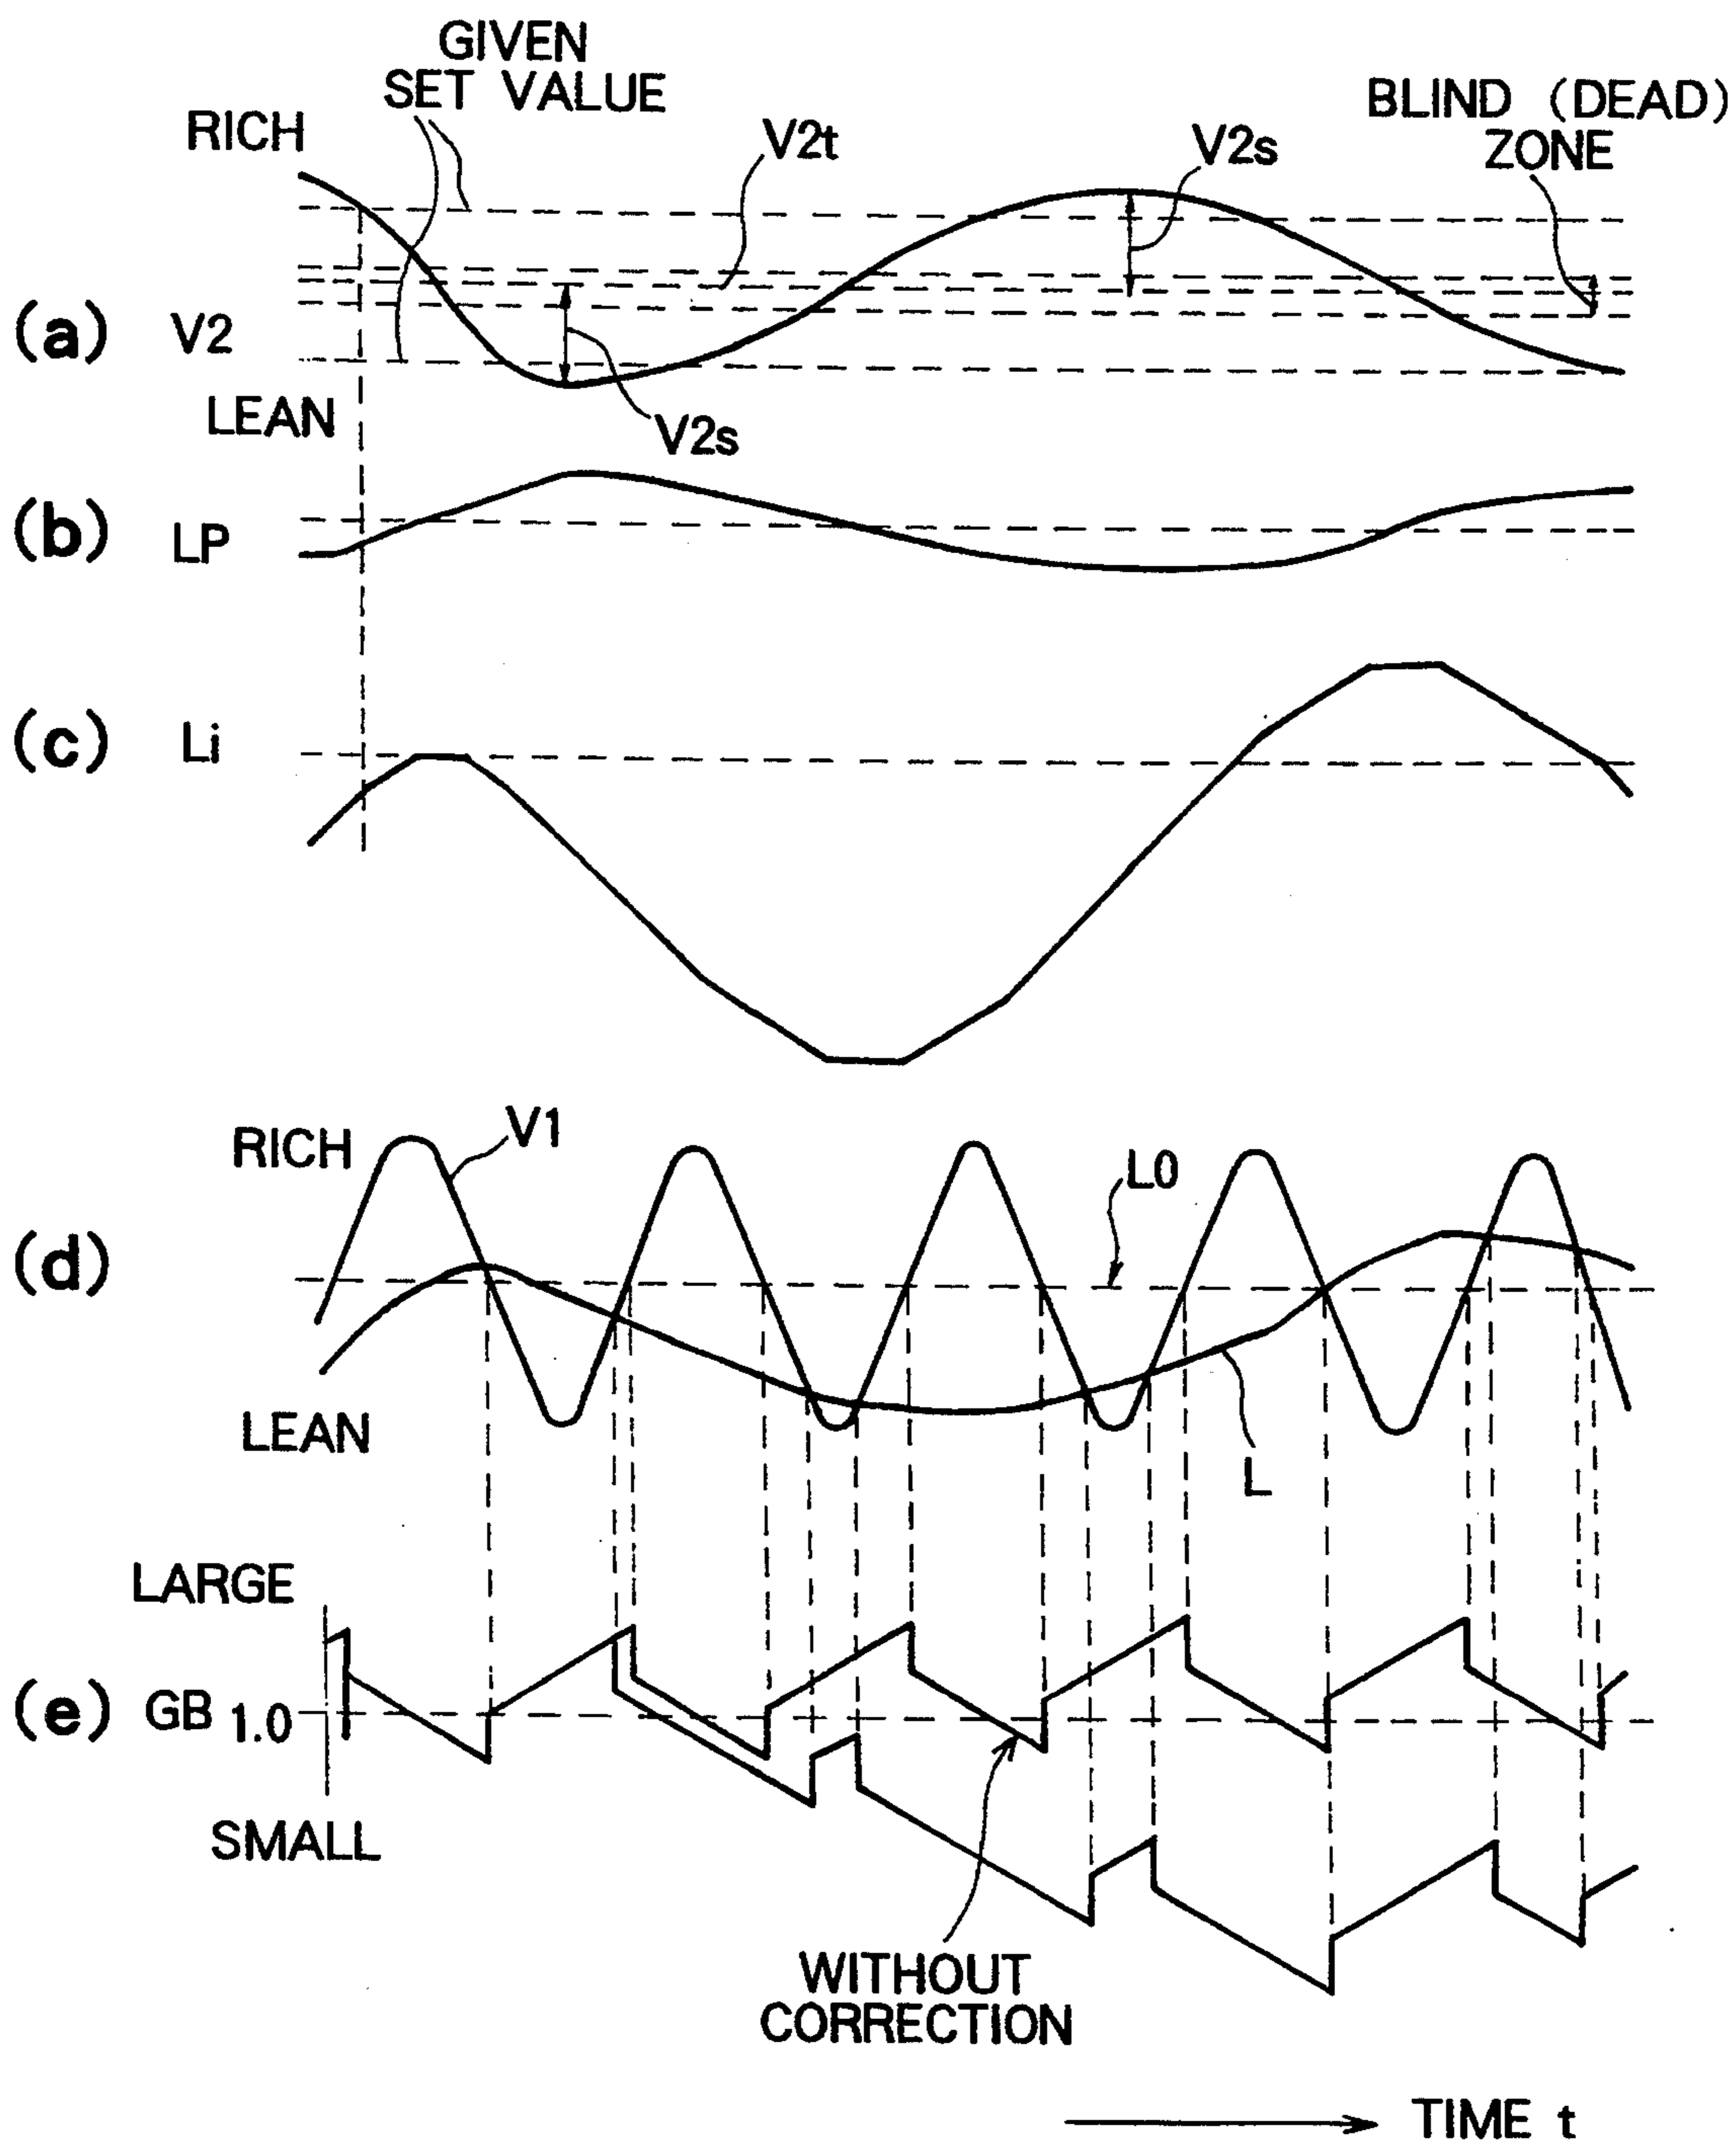 GIVEN
SET VALUE
RICH
V2t
V2s
BLIND (DEAD)
ZONE
(a)
V2
LEAN
V2s
(b)
LP
(c)
Li
RICH
V1
L0
(d)
LEAN
L
LARGE
(e)
GB 1.0
SMALL
WITHOUT
CORRECTION
TIME t